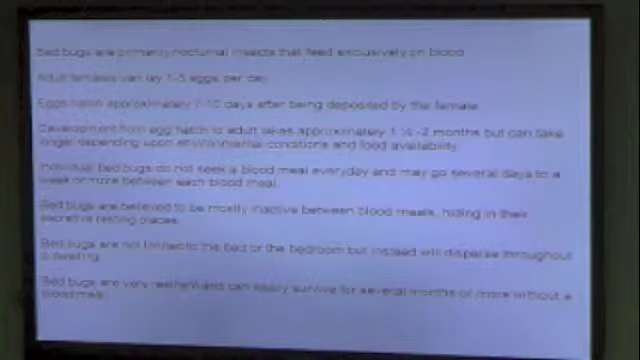 Bed bugs are primarily nocturnal insects that feed exclusively on blood
Adult females can lay 1-5 eggs per day
Eggs hatch approximately 7-10 days after being deposited by the female
Development from egg hatch to adult takes approximately 1 ½ -2 months but can take
longer depending upon environmental conditions and food availability
Individual bed bugs do not seek a blood meal everyday and may go several days to a
week or more between each blood meal.
Bed bugs are believed to be mostly inactive between blood meals, hiding in their
secretive resting places.
Bed bugs are not limited to the bed or the bedroom but instead will disperse throughout
a dwelling.
Bed bugs are very resilient and can easily survive for several months or more without a
blood meal